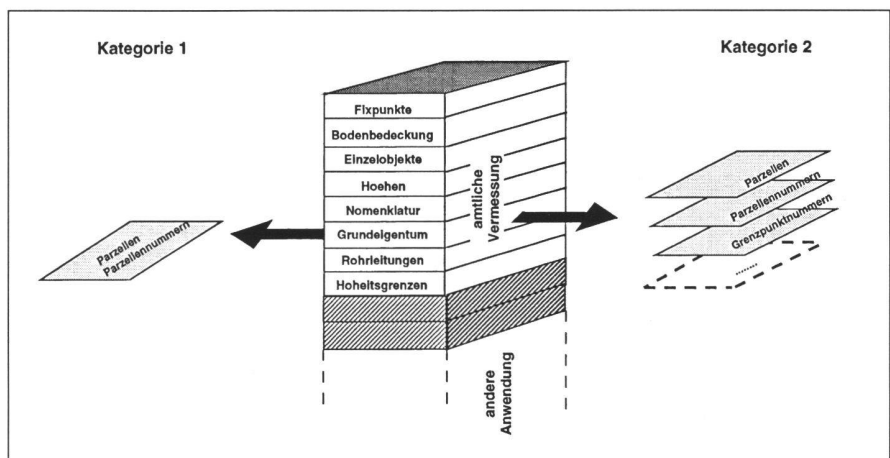 Kategorie 1
Kategorie 2
Fixpunkte
Bodenbedeckung
Einzelobjekte
Hoehen
Nomenklatur
Grundeigentum
Rohrleitungen
Hoheitsgrenzen
amtliche
Vermessung
andere
Anwendung
Parzellen
Parzellennummern
Parzellen
Parzellennummern
Grenzpunktnummern
........